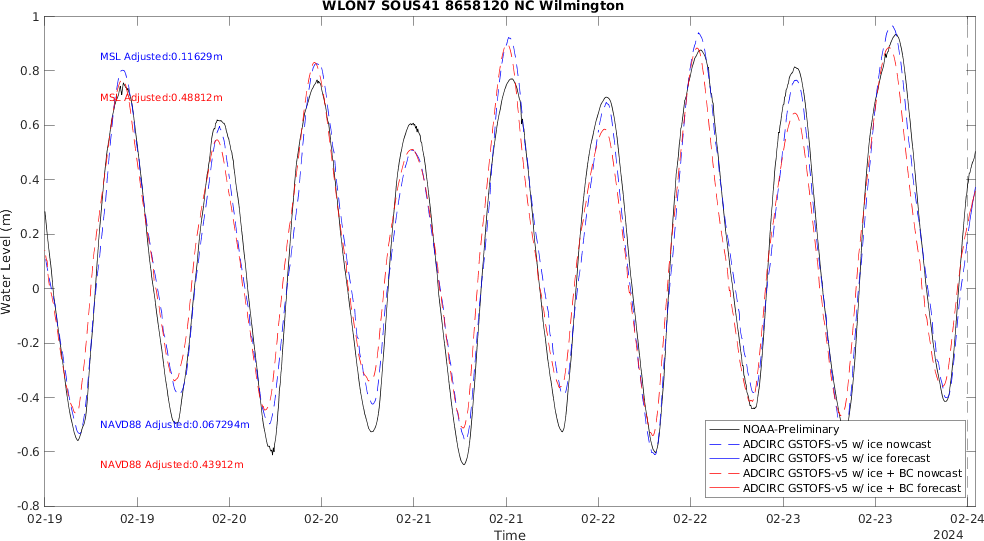 WLON7 SOUS41 8658120 NC Wilmington
1
0.8
0.6
0.4
0.2
0
-0.2
-0.4
-0.6
-0.8
Water Level (m)
MSL Adjusted:0.11629m
MSL Adjusted:0.48812m
NAVD88 Adjusted:0.067294m
NAVD88 Adjusted:0.43912m
NOAA-Preliminary
ADCIRC GSTOFS-v5 w/ ice nowcast
ADCIRC GSTOFS-v5 w/ ice forecast
ADCIRC GSTOFS-v5 w/ ice + BC nowcast
ADCIRC GSTOFS-v5 w/ ice + BC forecast
02-19 02-19 02-20 02-20 02-21 02-21 02-22 02-22 02-23 02-23 02-24
Time
2024